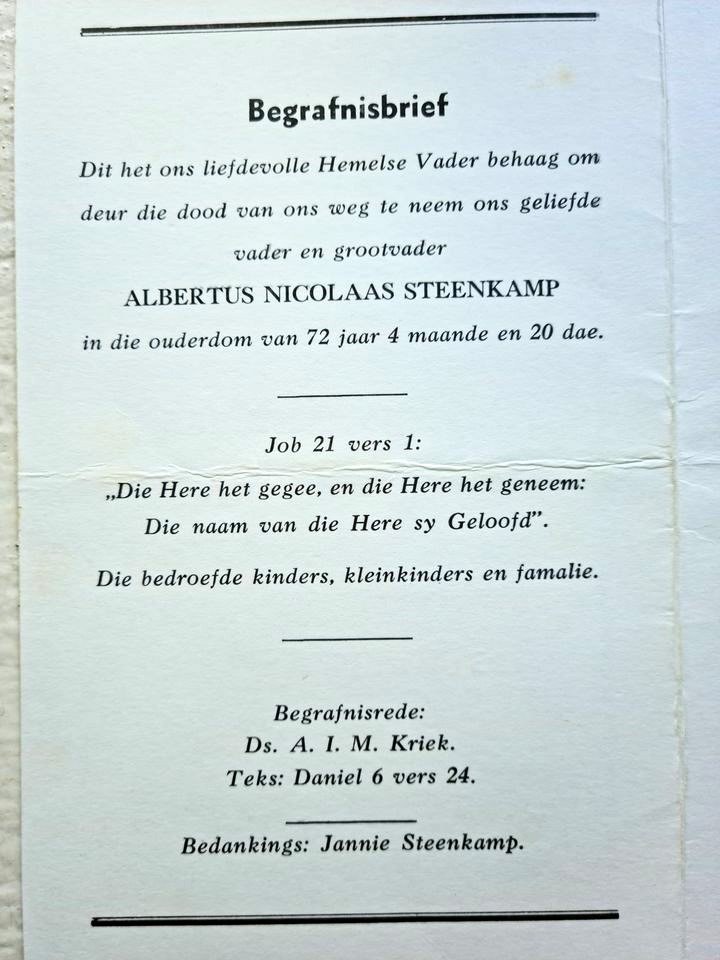 Begrafnisbrief
Dit het ons liefdevolle Hemelse Vader behaag om
deur die dood van ons weg te neem ons geliefde
vader en grootvader
ALBERTUS NICOLAAS STEENKAMP
in die ouderdom van 72 jaar 4 maande en 20 dae.
Job 21 vers 1:
„Die Here het gegee, en die Here het geneem:
Die naam van die Here sy Geloofd”.
Die bedroefde kinders, kleinkinders en famalie.
Begrafnisrede:
Ds. A. I. M. Kriek.
Teks: Daniel 6 vers 24.
Bedankings: Jannie Steenkamp.